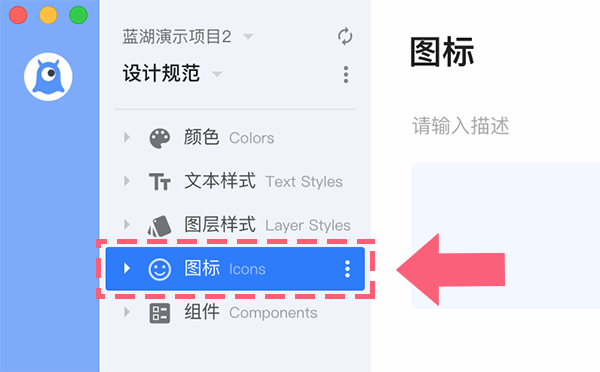 蓝湖演示项目2
设计规范
颜色 Colors
文本样式 Text Styles
图层样式 Layer Styles
图标 Icons
组件 Components
图标
请输入描述